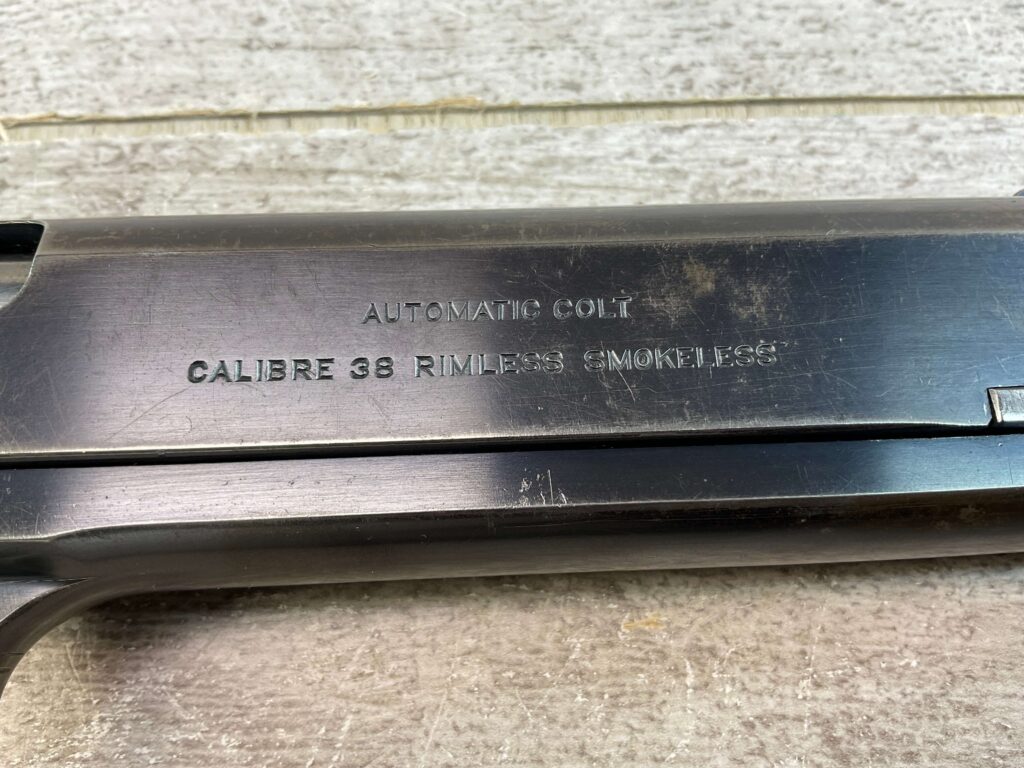 AUTOMATIC COLT
CALIBRE 38 RIMLESS SMOKELESS